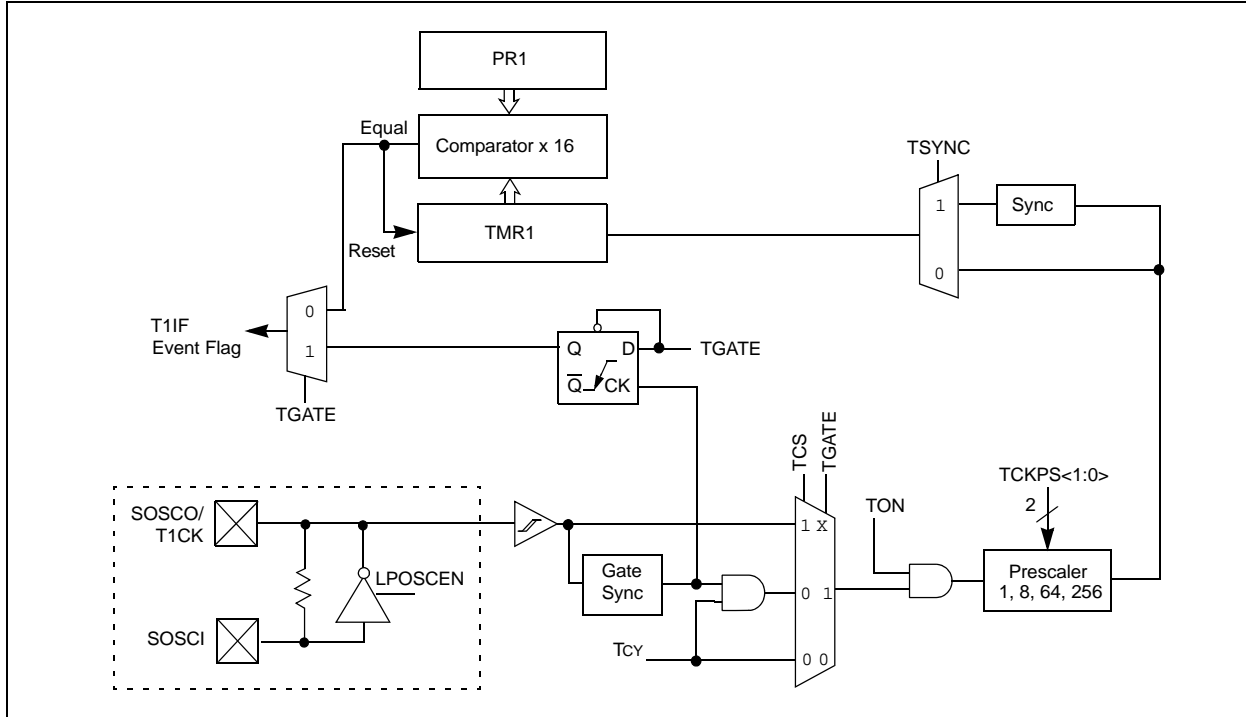 PR1
Equal
Comparator x 16
TSYNC
1
Sync
Reset
TMR1
0
T1IF
Event Flag
0
1
TGATE
Q
D
TGATE
Q
CK
TCS
TGATE
TCKPS<1:0>
2
SOSCO/
T1CK
TON
1 X
LPOSCEN
Gate
Sync
0 1
Prescaler
1, 8, 64, 256
SOSCI
TCY
0 0